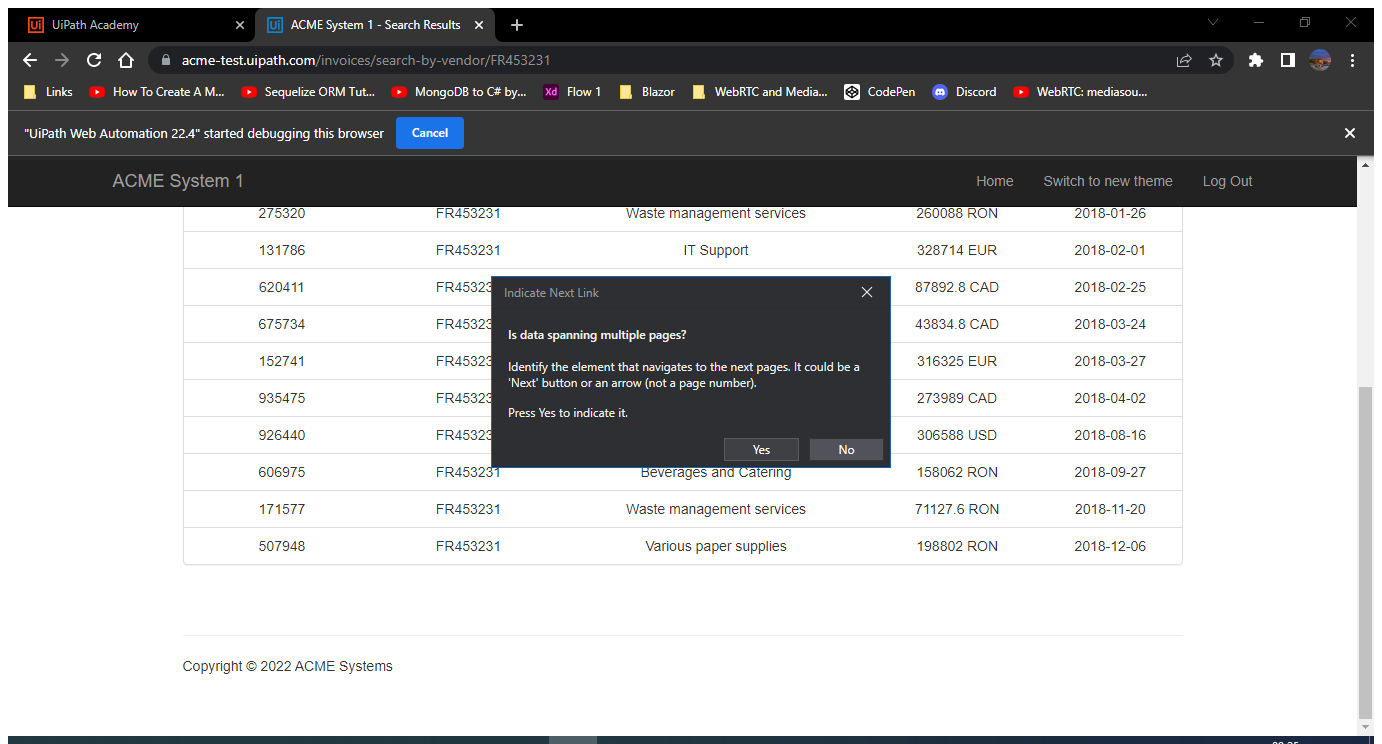 UiPath Academy
ACME System 1 - Search Results
acme-test.uipath.com/invoices/search-by-vendor/FR453231
Links How To Create A M... Sequelize ORM Tut... MongoDB to C# by... Xd Flow 1 Blazor WebRTC and Media... CodePen Discord WebRTC: mediasou...
"UiPath Web Automation 22.4" started debugging this browser Cancel
ACME System 1 Home Switch to new theme Log Out
275320 FR453231 Waste management services 260088 RON 2018-01-26
131786 FR453231 IT Support 328714 EUR 2018-02-01
620411 FR45323 87892.8 CAD 2018-02-25
675734 FR45323 43834.8 CAD 2018-03-24
152741 FR45323 316325 EUR 2018-03-27
935475 FR45323 273989 CAD 2018-04-02
926440 FR45323 306588 USD 2018-08-16
Indicate Next Link
Is data spanning multiple pages?
Identify the element that navigates to the next pages. It could be a
'Next' button or an arrow (not a page number).
Press Yes to indicate it.
Yes No
606975 FR453231 Beverages and Catering 158062 RON 2018-09-27
171577 FR453231 Waste management services 71127.6 RON 2018-11-20
507948 FR453231 Various paper supplies 198802 RON 2018-12-06
Copyright © 2022 ACME Systems